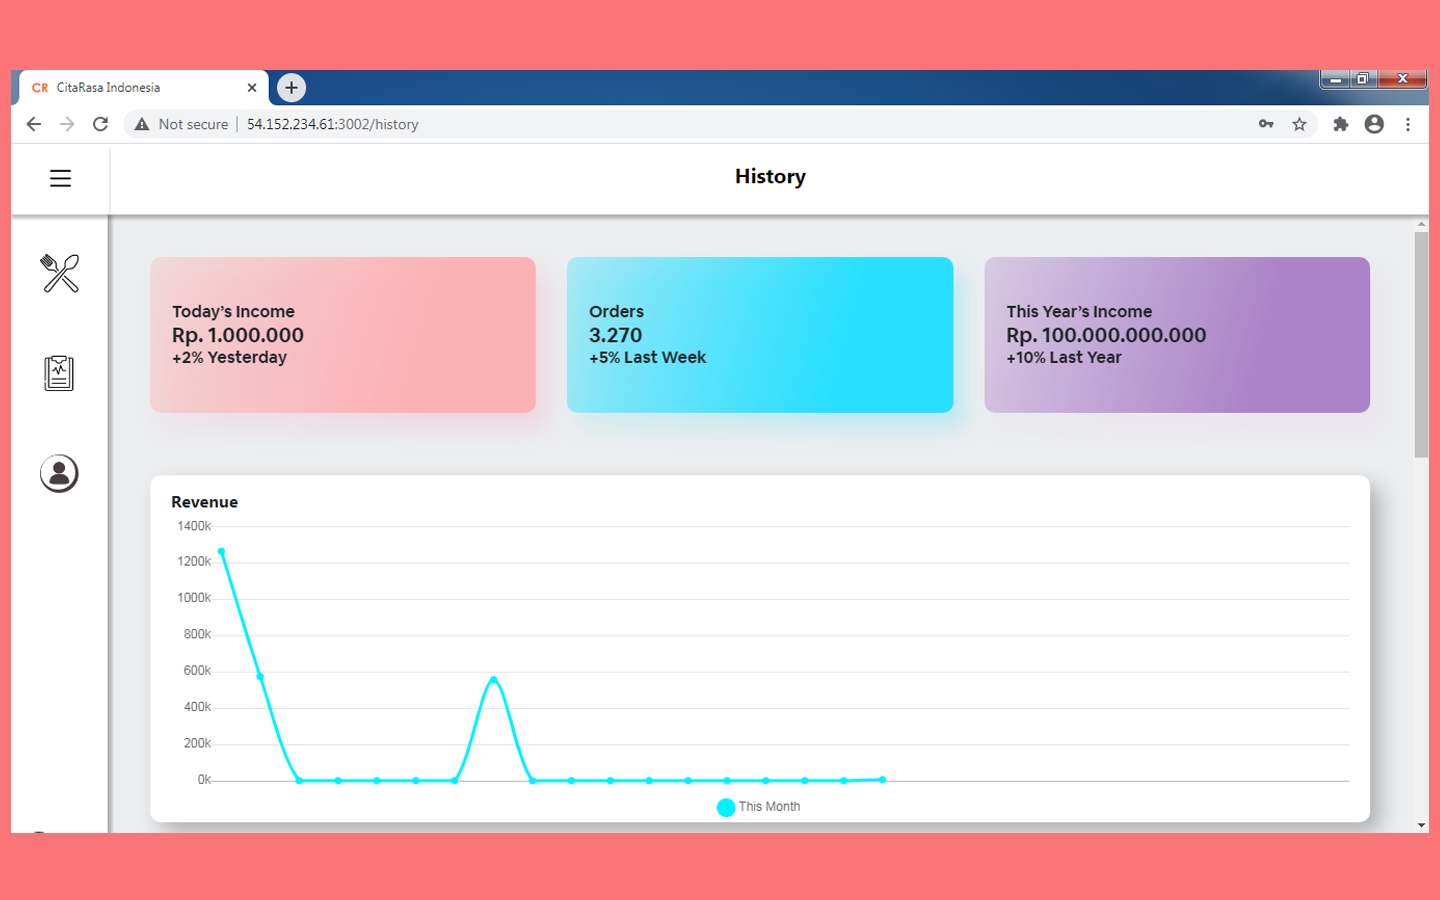 CR CitaRasa Indonesia
Not secure | 54.152.234.61:3002/history
History
Today's Income
Rp. 1.000.000
+2% Yesterday
Orders
3.270
+5% Last Week
This Year's Income
Rp. 100.000.000.000
+10% Last Year
Revenue
1400k
1200k
1000k
800k
600k
400k
200k
0k
This Month